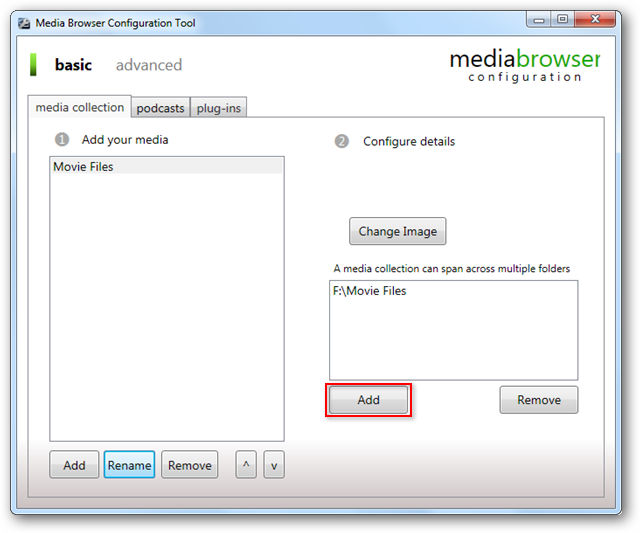 Media Browser Configuration Tool
basic advanced
mediabrowser
configuration
media collection podcasts plug-ins
1 Add your media
2 Configure details
Movie Files
Change Image
A media collection can span across multiple folders
F:\Movie Files
Add Remove
Add Rename Remove ^ v